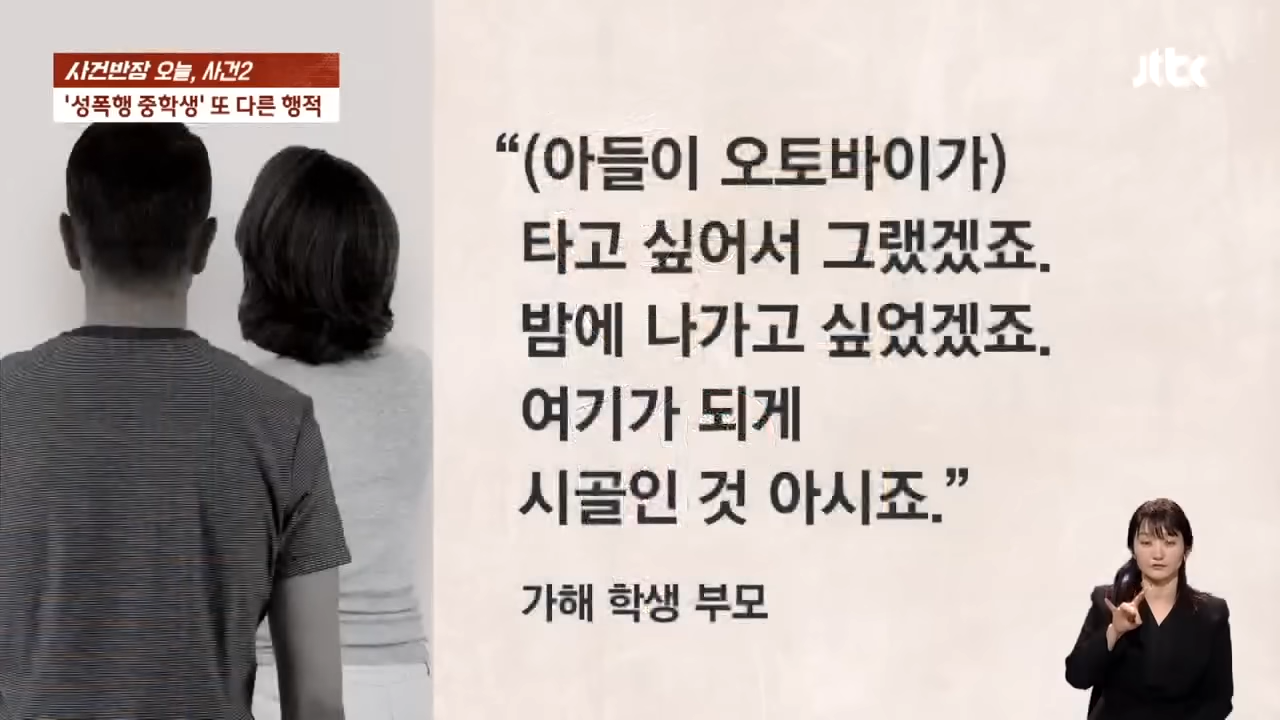 사건반장 오늘, 사건2
'성폭행 중학생' 또 다른 행적
jtbc
“(아들이 오토바이가)
타고 싶어서 그랬겠죠.
밤에 나가고 싶었겠죠.
여기가 되게
시골인 것 아시죠.”
가해 학생 부모